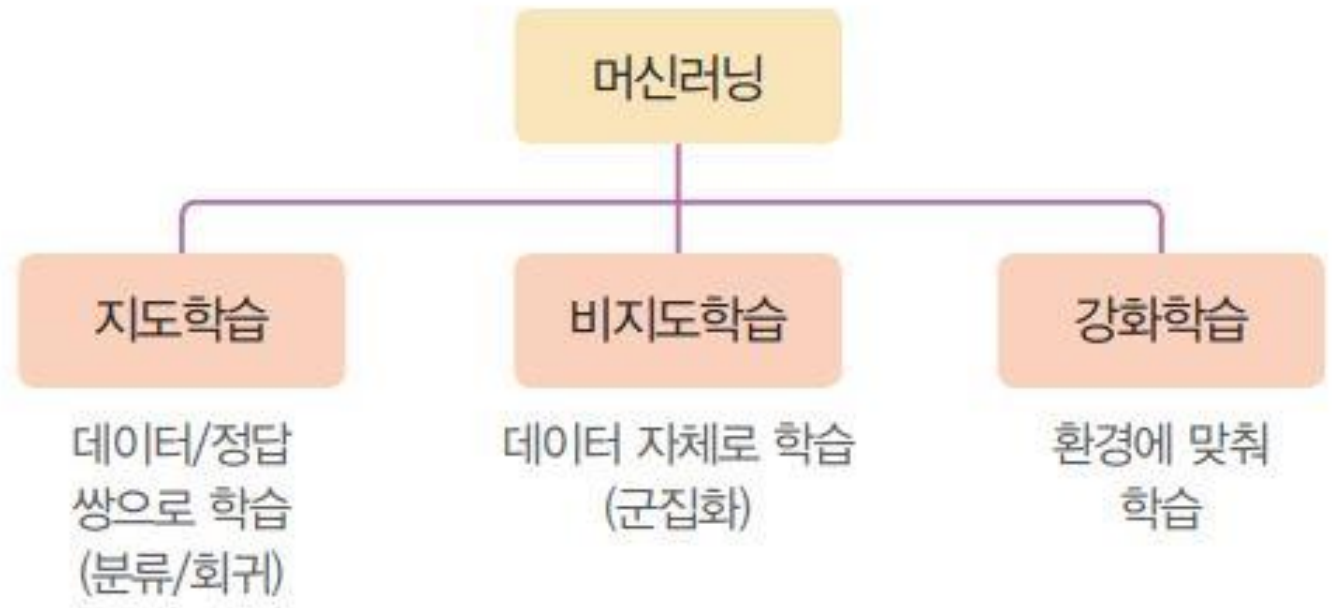 머신러닝
지도학습
비지도학습
강화학습
데이터/정답
쌍으로 학습
(분류/회귀)
데이터 자체로 학습
(군집화)
환경에 맞춰
학습